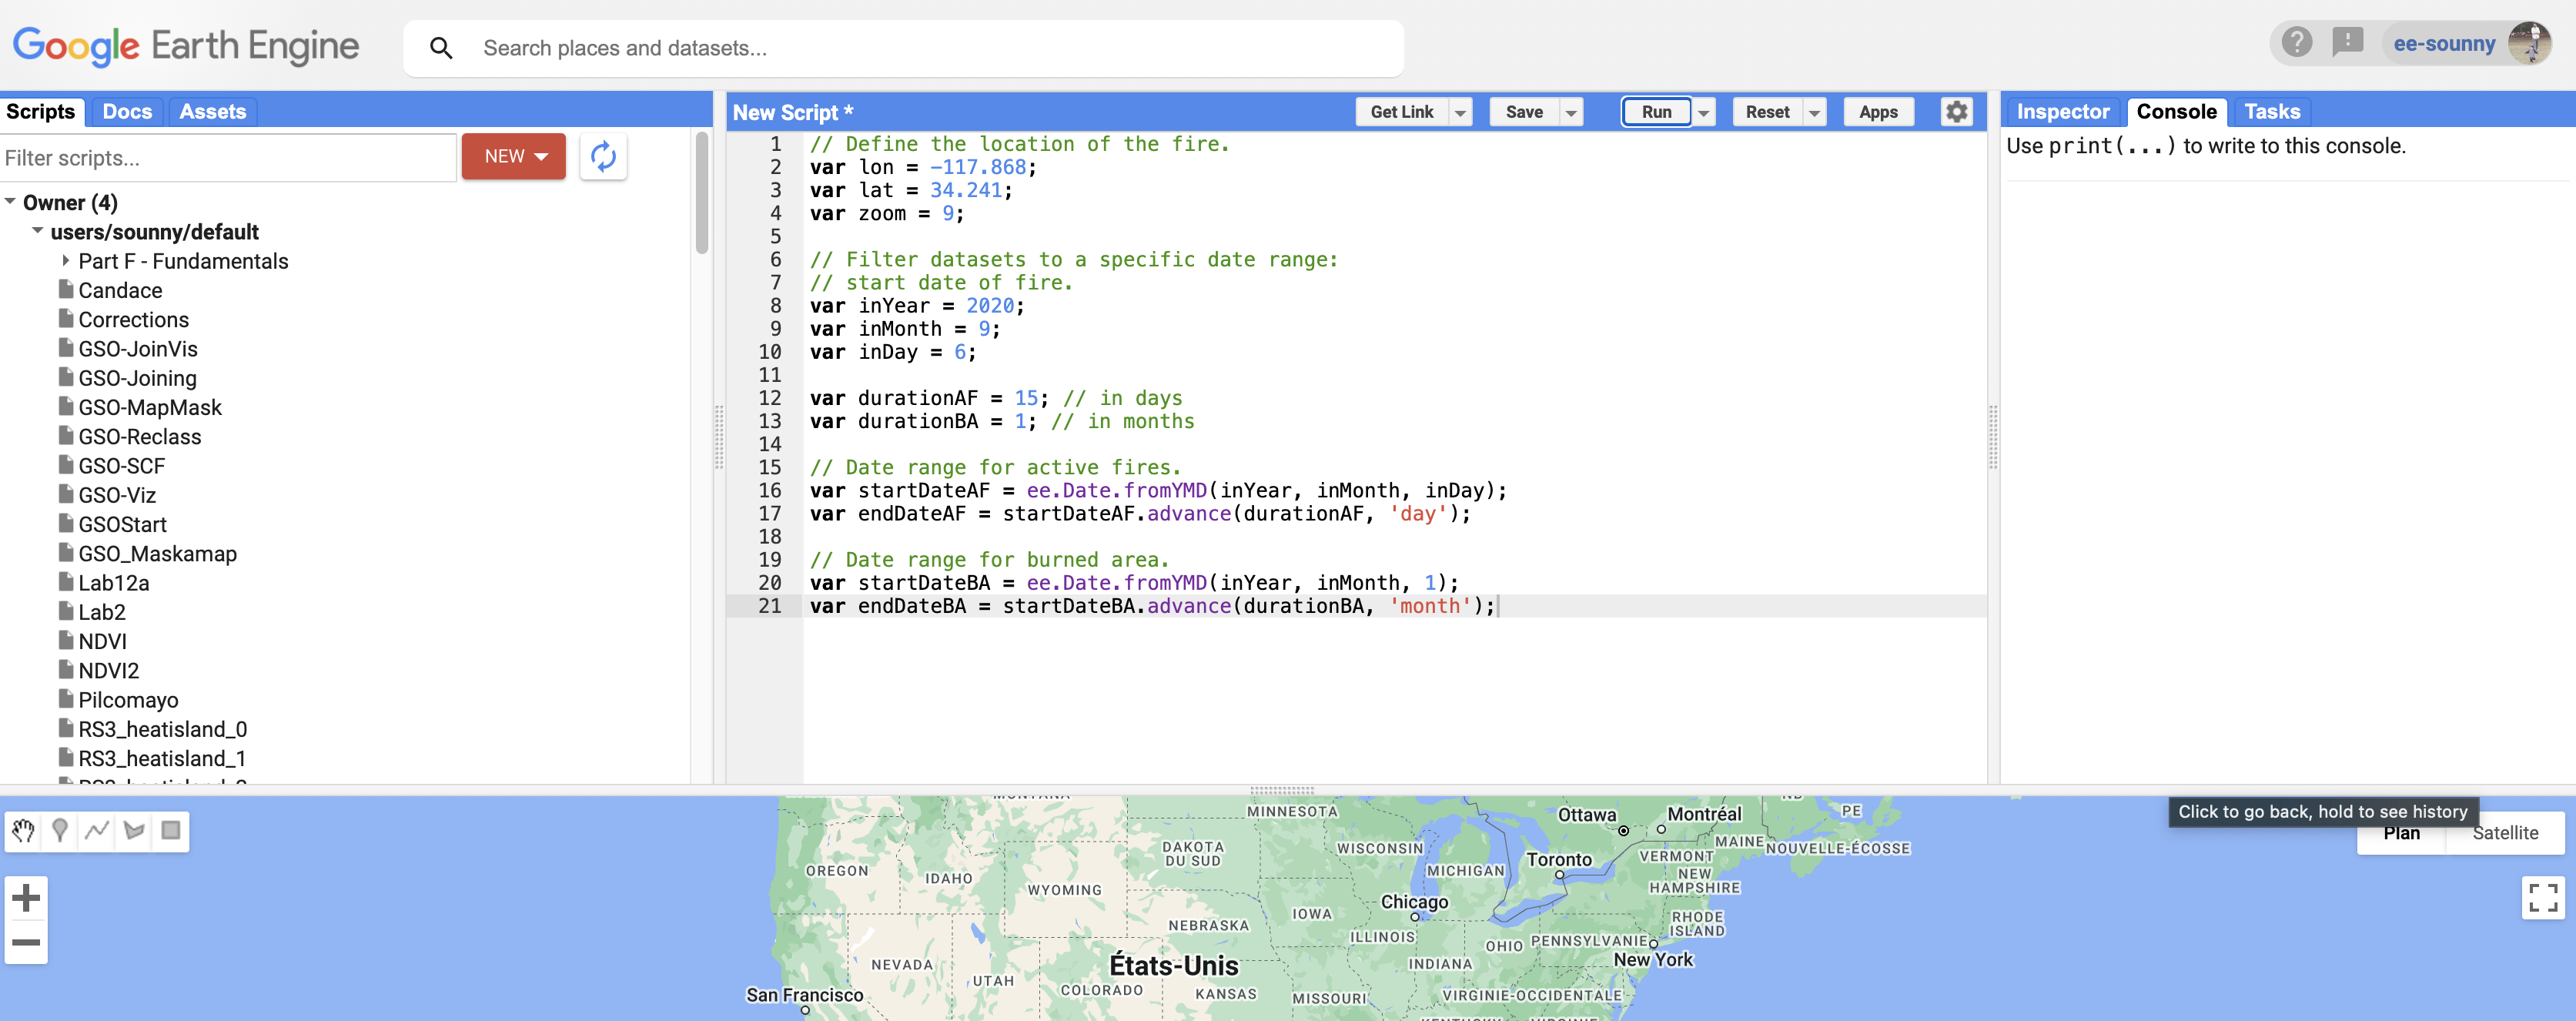 Google Earth Engine
Search places and datasets...
ee-sounny
Scripts Docs Assets
Filter scripts...
NEW
Owner (4)
users/sounny/default
Part F - Fundamentals
Candace
Corrections
GSO-JoinVis
GSO-Joining
GSO-MapMask
GSO-Reclass
GSO-SCF
GSO-Viz
GSOStart
GSO_Maskamap
Lab12a
Lab2
NDVI
NDVI2
Pilcomayo
RS3_heatisland_0
RS3_heatisland_1
New Script *
Get Link Save Run Reset Apps
1 // Define the location of the fire.
2 var lon = -117.868;
3 var lat = 34.241;
4 var zoom = 9;
5
6 // Filter datasets to a specific date range:
7 // start date of fire.
8 var inYear = 2020;
9 var inMonth = 9;
10 var inDay = 6;
11
12 var durationAF = 15; // in days
13 var durationBA = 1; // in months
14
15 // Date range for active fires.
16 var startDateAF = ee.Date.fromYMD(inYear, inMonth, inDay);
17 var endDateAF = startDateAF.advance(durationAF, 'day');
18
19 // Date range for burned area.
20 var startDateBA = ee.Date.fromYMD(inYear, inMonth, 1);
21 var endDateBA = startDateBA.advance(durationBA, 'month');
Inspector Console Tasks
Use print(...) to write to this console.
Click to go back, hold to see history
Plan Satellite
MINNESOTA
Ottawa
Montréal
PE
OREGON
IDAHO
WYOMING
DAKOTA
DU SUD
WISCONSIN
MICHIGAN
Toronto
VERMONT
MAINE
NOUVELLE-ÉCOSSE
NEW
HAMPSHIRE
NEBRASKA
IOWA
Chicago
ILLINOIS
RHODE
ISLAND
NEVADA
UTAH
États-Unis
COLORADO
KANSAS
MISSOURI
INDIANA
OHIO
PENNSYLVANIE
New York
VIRGINIE-OCCIDENTALE
San Francisco